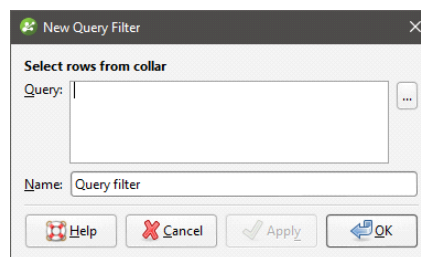 New Query Filter
Select rows from collar
Query:
...
Name: Query filter
Help Cancel Apply OK